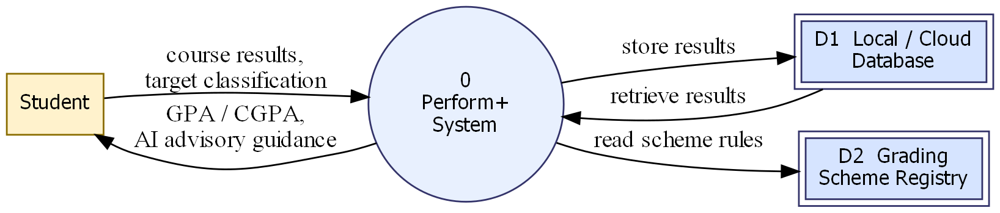 Student
course results,
target classification
GPA / CGPA,
AI advisory guidance
0
Perform+
System
store results
retrieve results
read scheme rules
D1 Local / Cloud
Database
D2 Grading
Scheme Registry